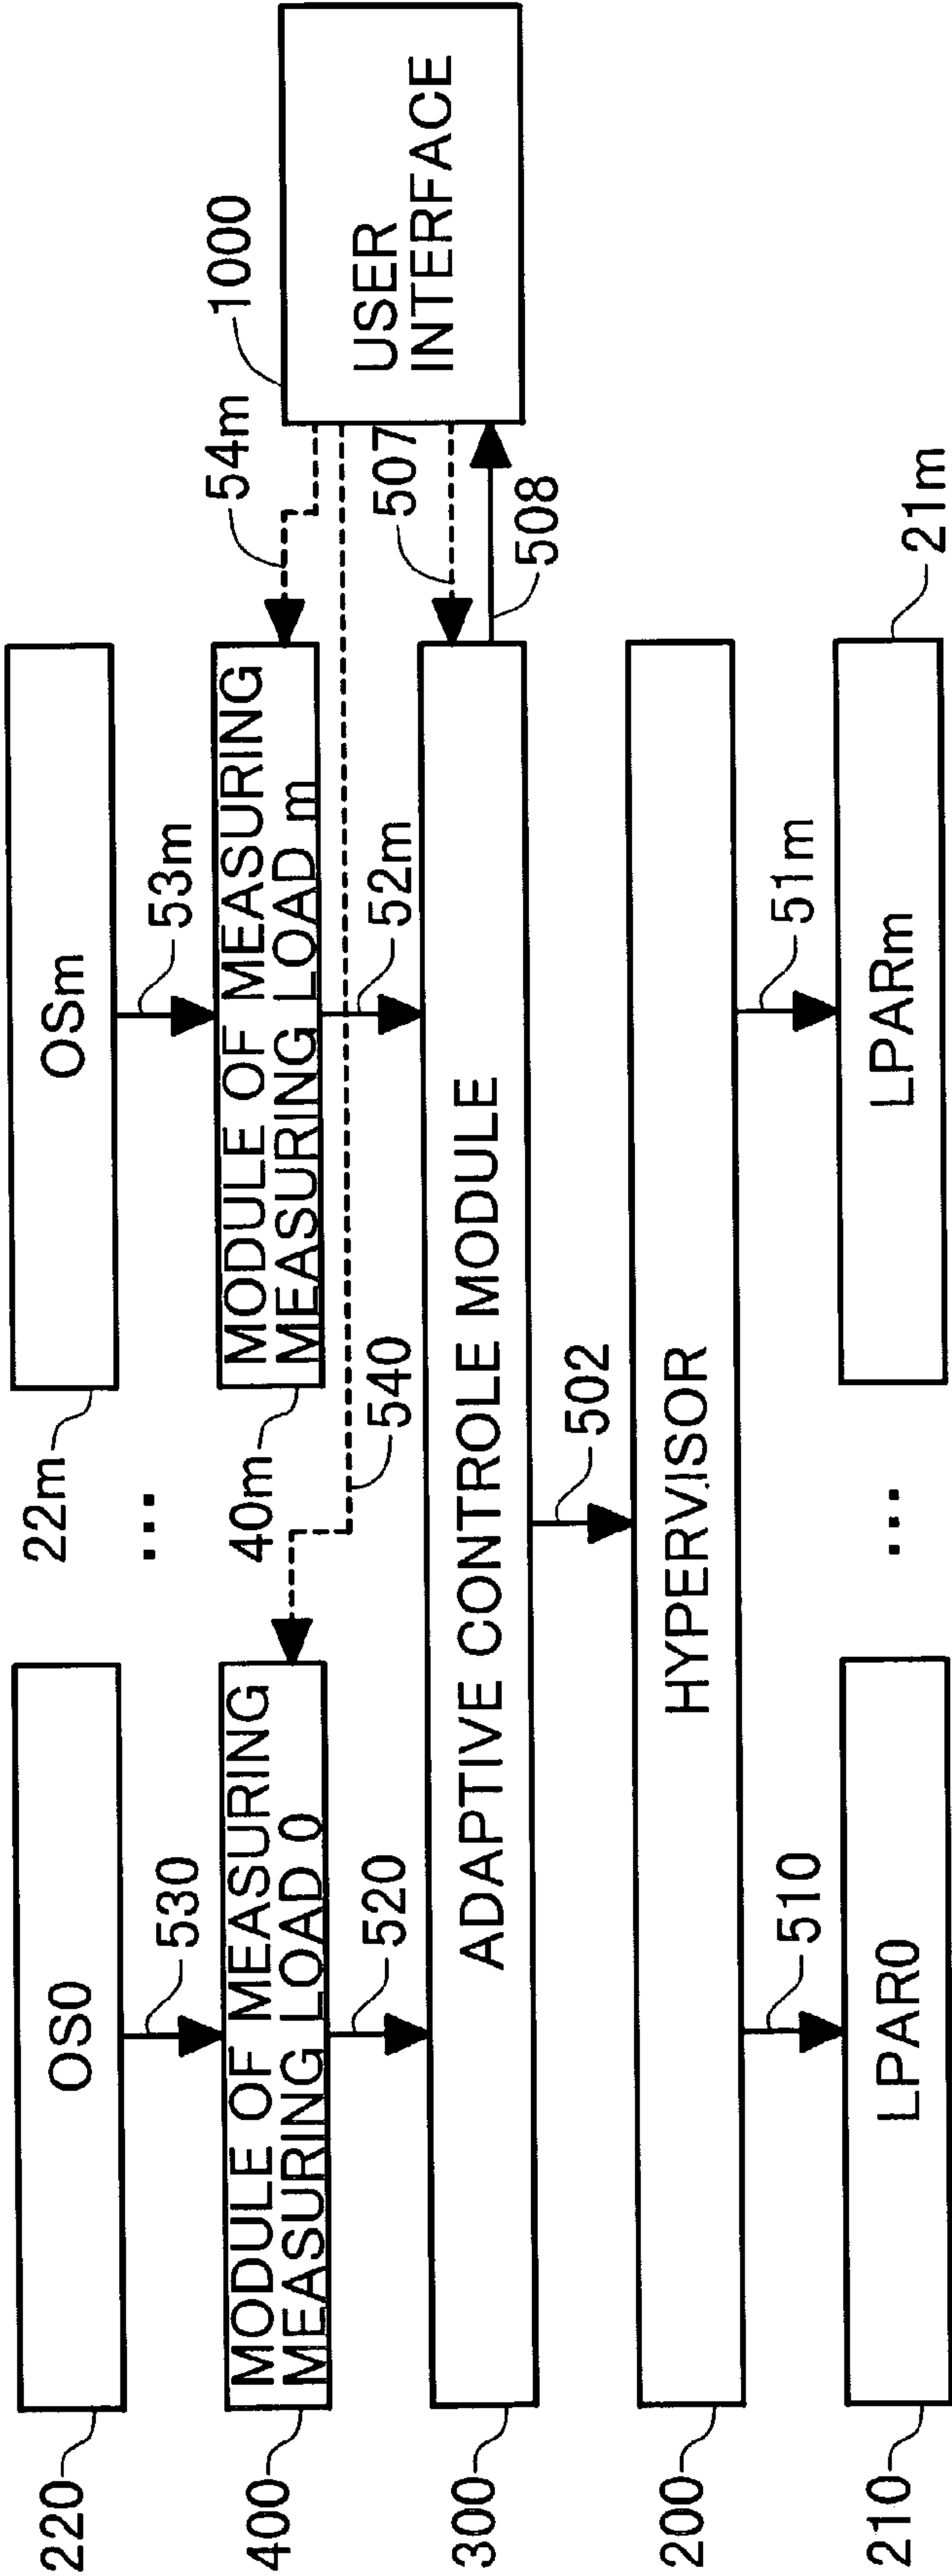 220
OS0
22m
OSm
...
530
53m
54m
1000
400
MODULE OF MEASURING
MEASURING LOAD 0
40m
MODULE OF MEASURING
MEASURING LOAD m
USER
INTERFACE
520
540
52m
507
300
ADAPTIVE CONTROLE MODULE
508
502
200
HYPERVISOR
510
51m
210
LPAR0
...
LPARm
21m